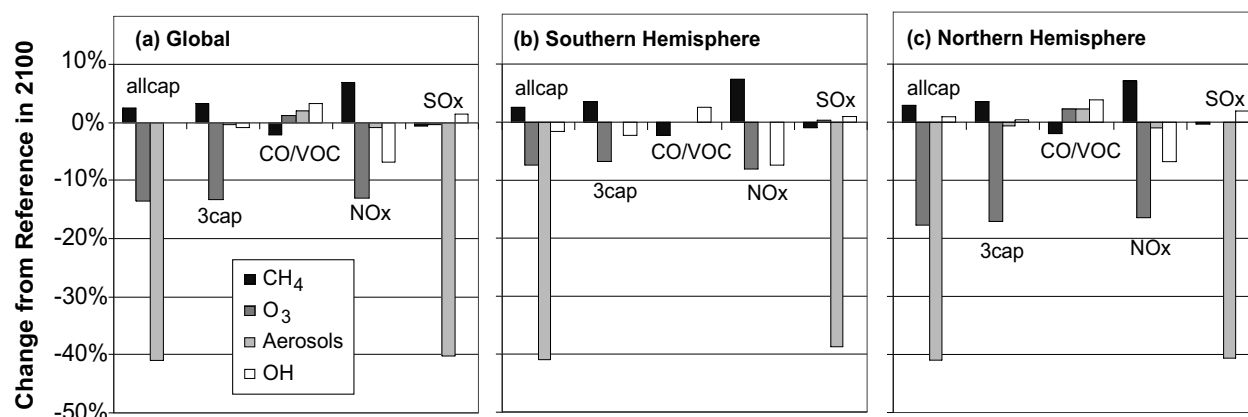 Change from Reference in 2100
10%
0%
-10%
-20%
-30%
-40%
-50%
(a) Global
allcap
3cap
CO/VOC
NOx
SOx
CH4
O3
Aerosols
OH
(b) Southern Hemisphere
allcap
3cap
CO/VOC
NOx
SOx
(c) Northern Hemisphere
allcap
3cap
CO/VOC
NOx
SOx